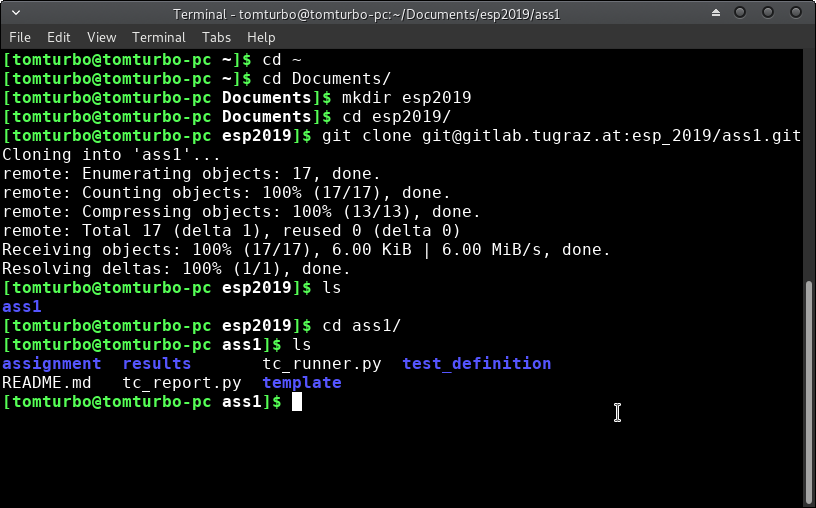 Terminal - tomturbo@tomturbo-pc:~/Documents/esp2019/ass1
File Edit View Terminal Tabs Help
[tomturbo@tomturbo-pc ~]$ cd ~
[tomturbo@tomturbo-pc ~]$ cd Documents/
[tomturbo@tomturbo-pc Documents]$ mkdir esp2019
[tomturbo@tomturbo-pc Documents]$ cd esp2019/
[tomturbo@tomturbo-pc esp2019]$ git clone git@gitlab.tugraz.at:esp_2019/ass1.git
Cloning into 'ass1'...
remote: Enumerating objects: 17, done.
remote: Counting objects: 100% (17/17), done.
remote: Compressing objects: 100% (13/13), done.
remote: Total 17 (delta 1), reused 0 (delta 0)
Receiving objects: 100% (17/17), 6.00 KiB | 6.00 MiB/s, done.
Resolving deltas: 100% (1/1), done.
[tomturbo@tomturbo-pc esp2019]$ ls
ass1
[tomturbo@tomturbo-pc esp2019]$ cd ass1/
[tomturbo@tomturbo-pc ass1]$ ls
assignment  results       tc_runner.py  test_definition
README.md   tc_report.py  template
[tomturbo@tomturbo-pc ass1]$